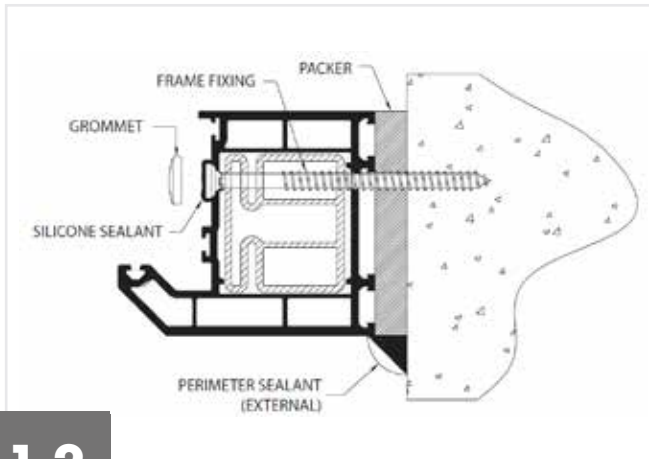 PACKER
FRAME FIXING
GROMMET
SILICONE SEALANT
PERIMETER SEALANT
(EXTERNAL)